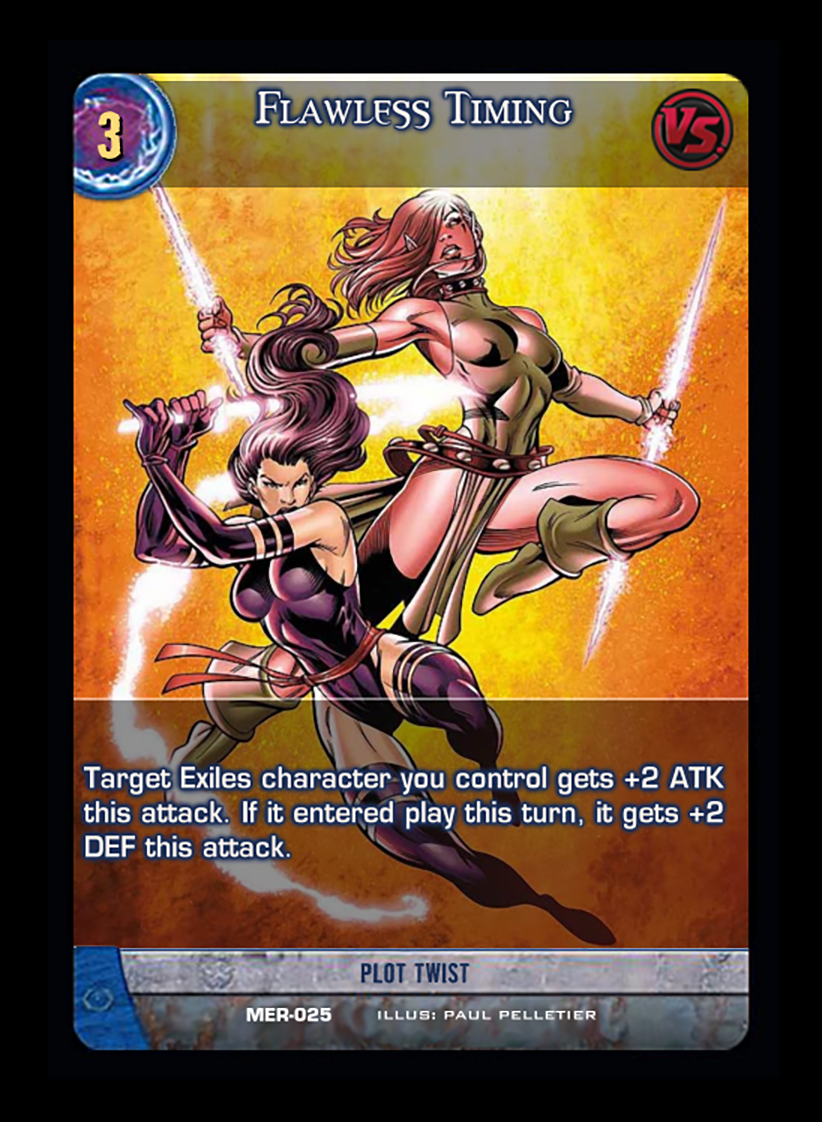 3
Flawless Timing
VS.
Target Exiles character you control gets +2 ATK
this attack. If it entered play this turn, it gets +2
DEF this attack.
PLOT TWIST
MER-025 ILLUS: PAUL PELLETIER